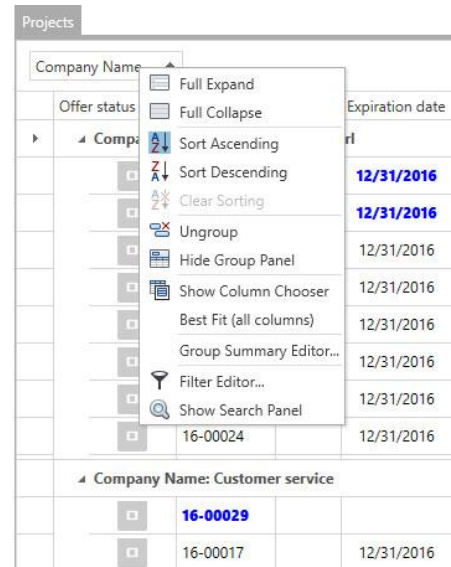 Projects
Company Name
Full Expand
Offer status
Full Collapse
Expiration date
Sort Ascending
Sort Descending
12/31/2016
Clear Sorting
12/31/2016
Ungroup
12/31/2016
Hide Group Panel
Show Column Chooser
12/31/2016
Best Fit (all columns)
12/31/2016
Group Summary Editor...
12/31/2016
Filter Editor...
12/31/2016
Show Search Panel
16-00024 12/31/2016
Company Name: Customer service
16-00029
16-00017 12/31/2016